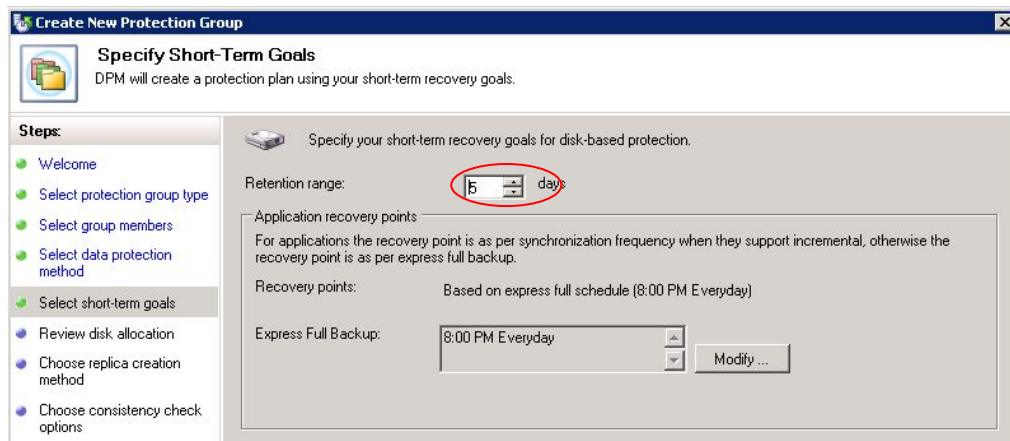 Create New Protection Group
Specify Short-Term Goals
DPM will create a protection plan using your short-term recovery goals.
Steps:
Welcome
Select protection group type
Select group members
Select data protection
method
Select short-term goals
Review disk allocation
Choose replica creation
method
Choose consistency check
options
Specify your short-term recovery goals for disk-based protection.
Retention range: 5 days
Application recovery points
For applications the recovery point is as per synchronization frequency when they support incremental, otherwise the
recovery point is as per express full backup.
Recovery points: Based on express full schedule (8:00 PM Everyday)
Express Full Backup: 8:00 PM Everyday
Modify ...